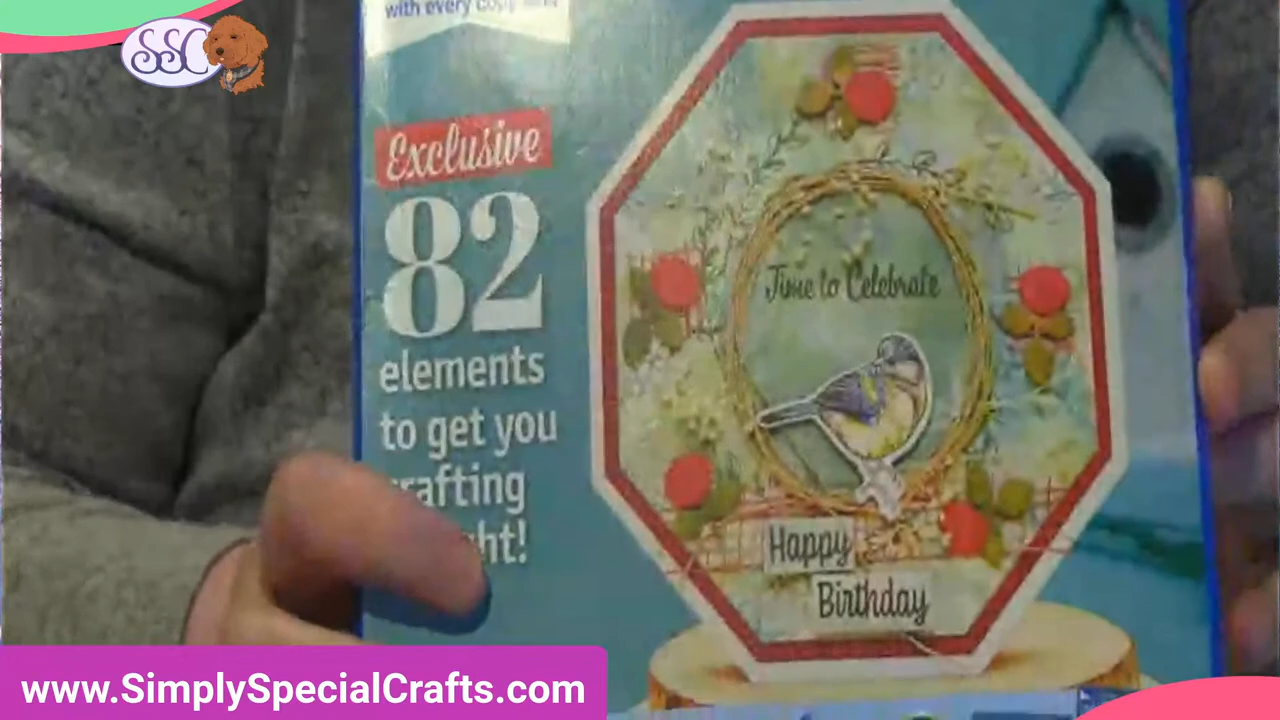 with every
SSC
Exclusive
82
elements
to get you
Time to Celebrate
Happy
Birthday
www.SimplySpecialCrafts.com